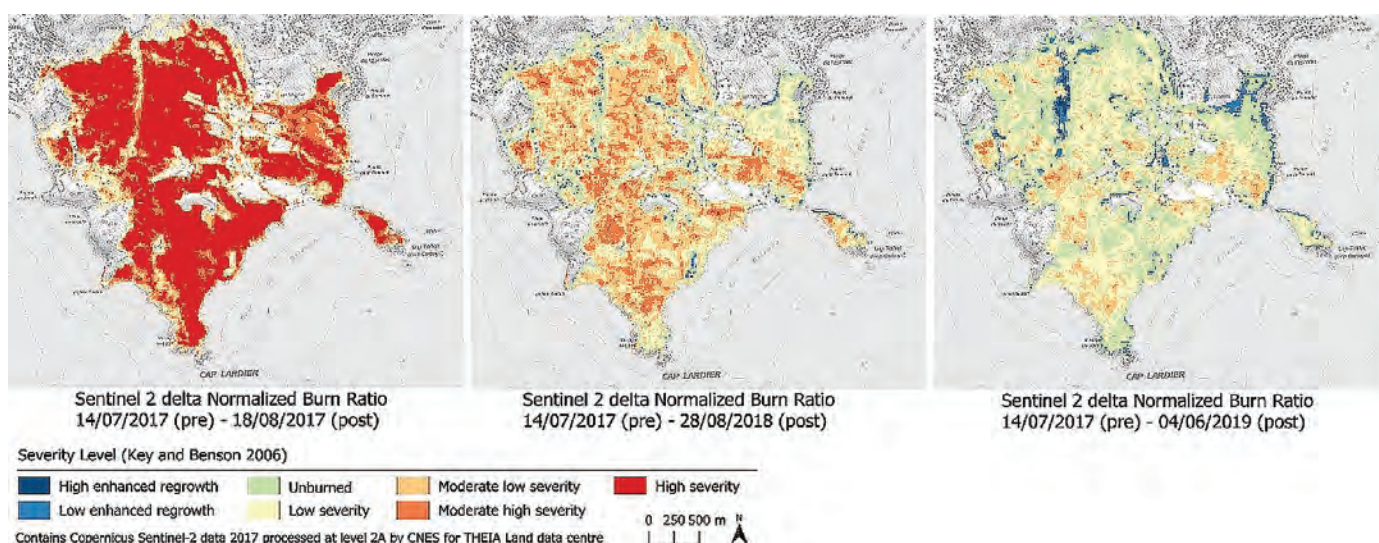 CAP LARDIER
CAP LARDIER
CAP LARDIER
Sentinel 2 delta Normalized Burn Ratio
14/07/2017 (pre) - 18/08/2017 (post)
Sentinel 2 delta Normalized Burn Ratio
14/07/2017 (pre) - 28/08/2018 (post)
Sentinel 2 delta Normalized Burn Ratio
14/07/2017 (pre) - 04/06/2019 (post)
Severity Level (Key and Benson 2006)
High enhanced regrowth
Unburned
Moderate low severity
High severity
Low enhanced regrowth
Low severity
Moderate high severity
0 250 500 m N
Contains Copernicus Sentinel-2 data 2017 processed at level 2A by CNES for THEIA Land data centre